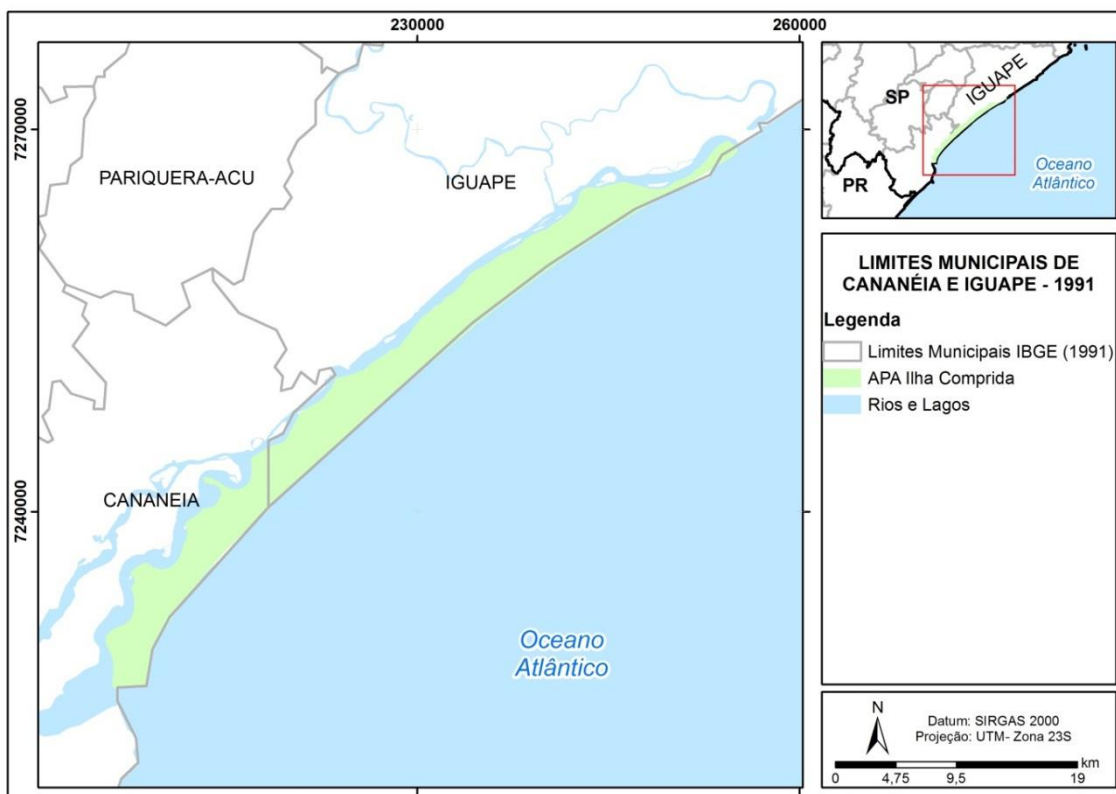 230000
260000
7270000
7240000
PARIQUERA-ACU
IGUAPE
CANANEIA
Oceano
Atlântico
SP
IGUAPE
PR
Oceano
Atlântico
LIMITES MUNICIPAIS DE
CANANÉIA E IGUAPE - 1991
Legenda
Limites Municipais IBGE (1991)
APA Ilha Comprida
Rios e Lagos
N
Datum: SIRGAS 2000
Projeção: UTM- Zona 23S
km
0 4,75 9,5 19